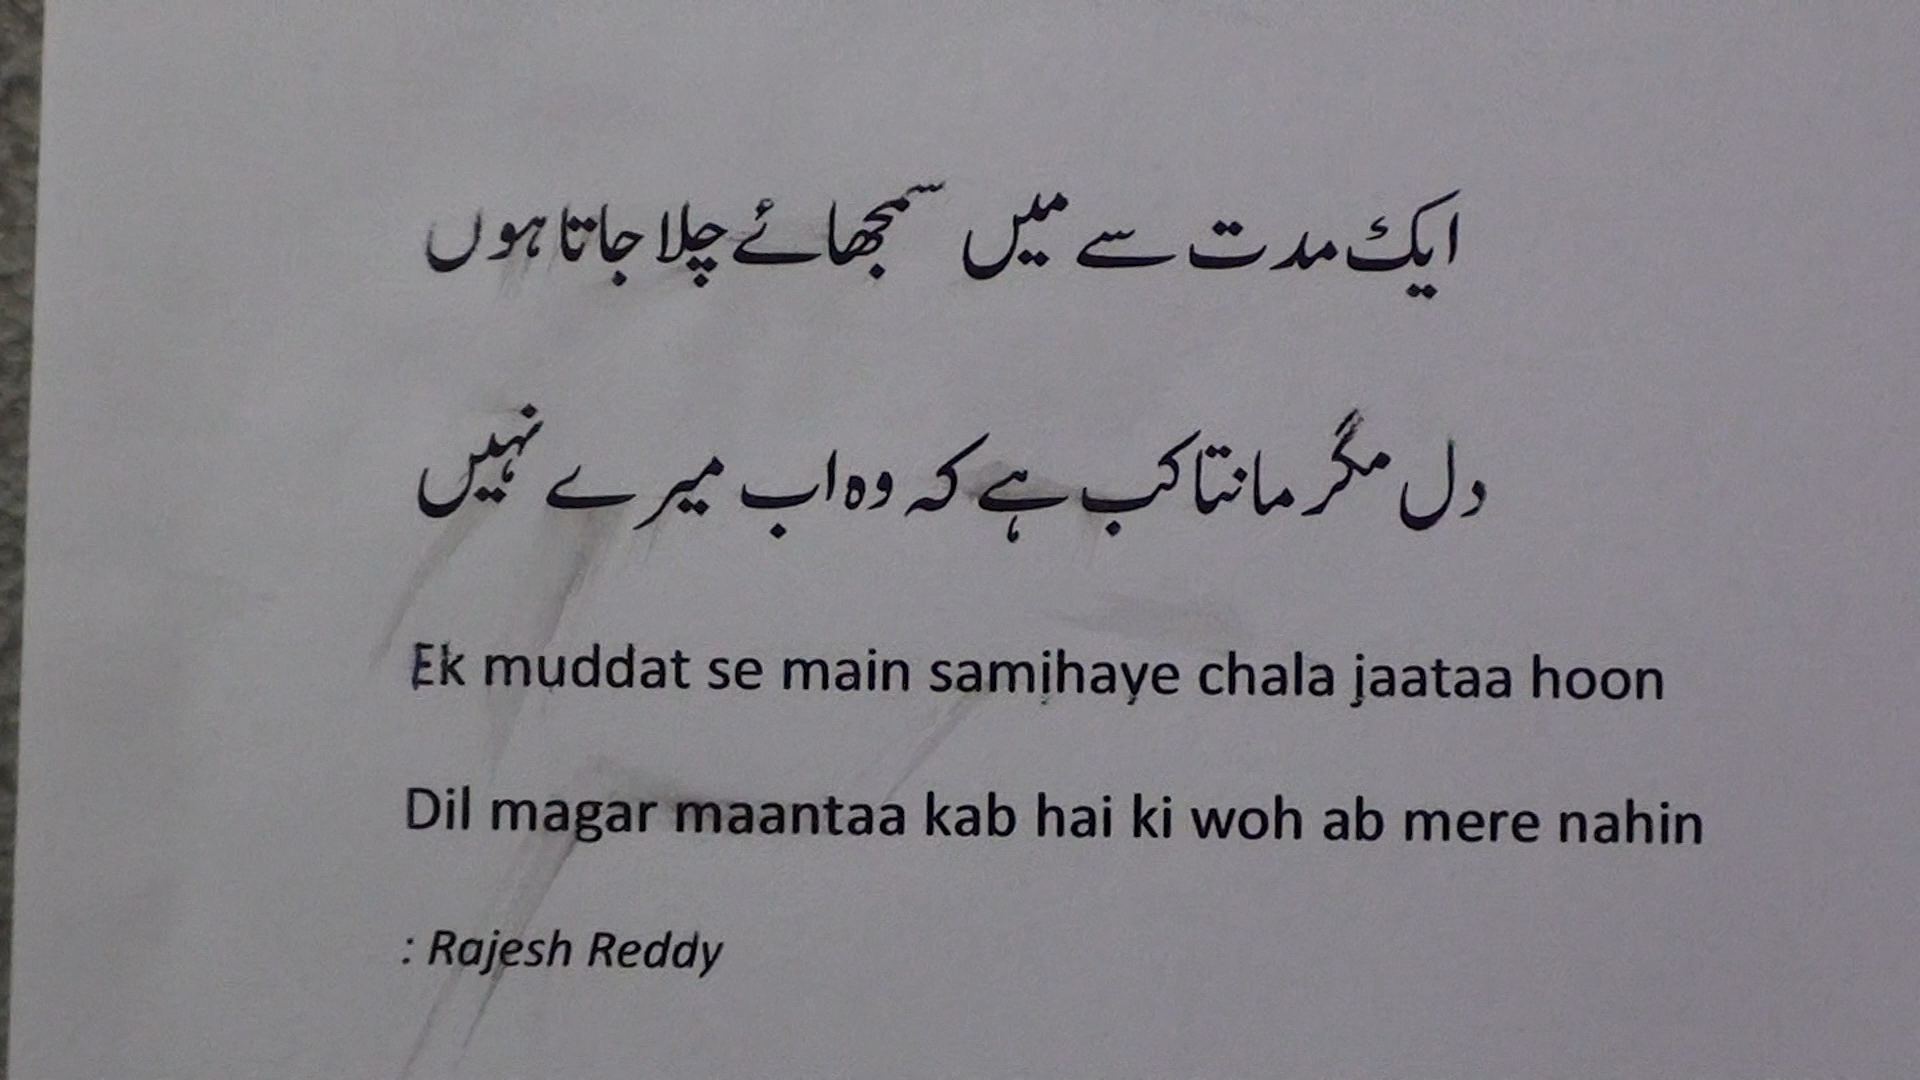 ایک مدت سے میں سمجھائے چلا جاتا ہوں
دل مگر مانتا کب ہے کہ وہ اب میرے نہیں
Ek muddat se main samjhaye chala jaataa hoon
Dil magar maantaa kab hai ki woh ab mere nahin
: Rajesh Reddy